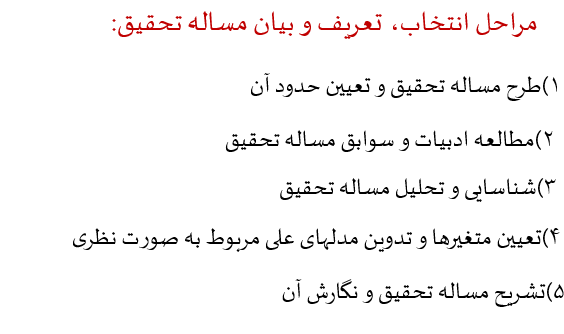 مراحل انتخاب، تعریف و بیان مساله تحقیق:
۱)طرح مساله تحقیق و تعیین حدود آن
۲)مطالعه ادبیات و سوابق مساله تحقیق
۳)شناسایی و تحلیل مساله تحقیق
۴)تعیین متغیرها و تدوین مدلهای علی مربوط به صورت نظری
۵)تشریح مساله تحقیق و نگارش آن